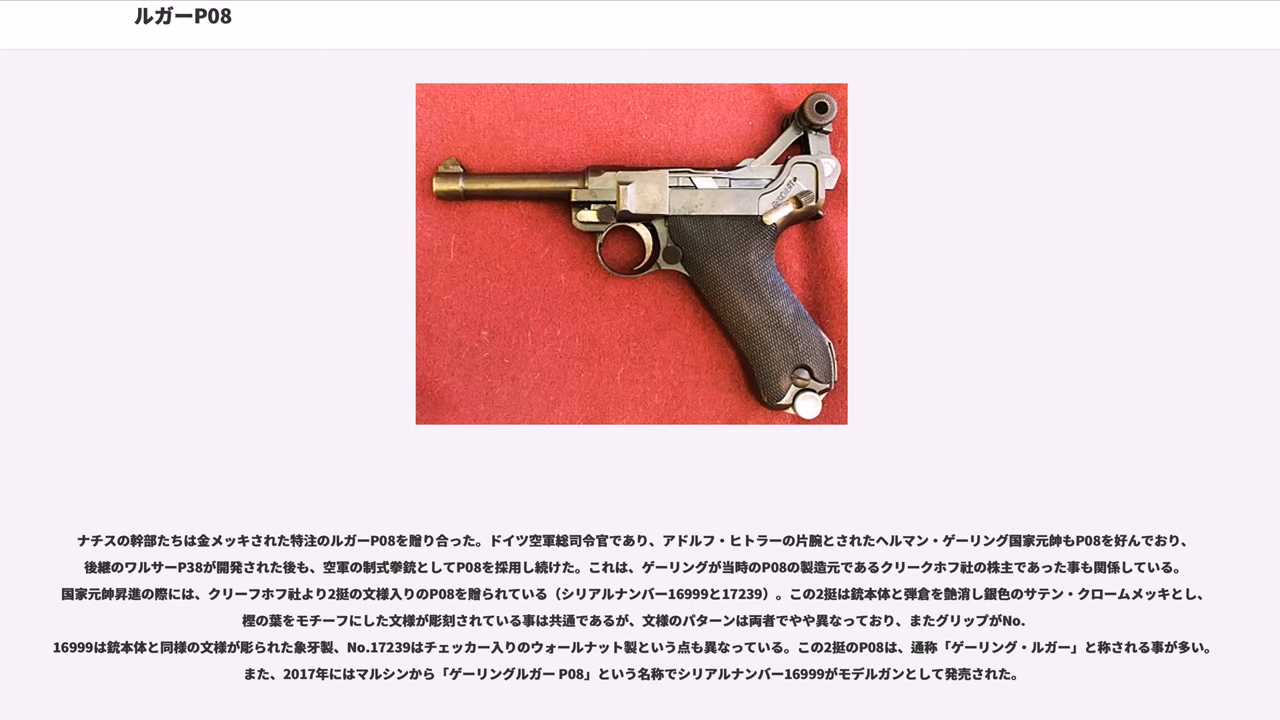 ルガーP08
ナチスの幹部たちは金メッキされた特注のルガーP08を贈り合った。ドイツ空軍総司令官であり、アドルフ・ヒトラーの片腕とされたヘルマン・ゲーリング国家元帥もP08を好んでおり、
後継のワルサーP38が開発された後も、空軍の制式拳銃としてP08を採用し続けた。これは、ゲーリングが当時のP08の製造元であるクリークホフ社の株主であった事も関係している。
国家元帥昇進の際には、クリーフホフ社より2挺の文様入りのP08を贈られている（シリアルナンバー16999と17239）。この2挺は銃本体と弾倉を艶消し銀色のサテン・クロームメッキとし、
樫の葉をモチーフにした文様が彫刻されている事は共通であるが、文様のパターンは両者でやや異なっており、またグリップがNo.
16999は銃本体と同様の文様が彫られた象牙製、No.17239はチェッカー入りのウォールナット製という点も異なっている。この2挺のP08は、通称「ゲーリング・ルガー」と称される事が多い。
また、2017年にはマルシンから「ゲーリングルガー P08」という名称でシリアルナンバー16999がモデルガンとして発売された。